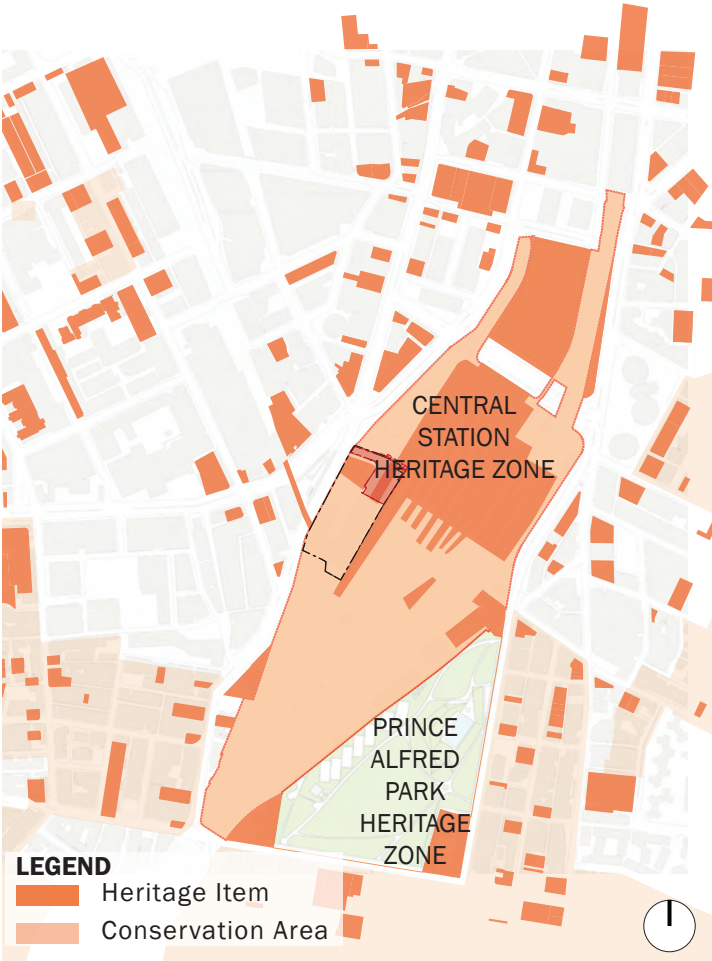 CENTRAL
STATION
HERITAGE ZONE
PRINCE
ALFRED
PARK
HERITAGE
ZONE
LEGEND
Heritage Item
Conservation Area